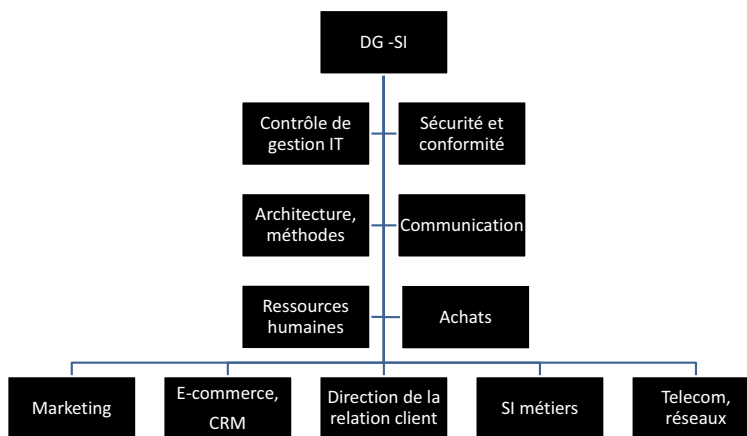 DG -SI
Contrôle de
gestion IT
Sécurité et
conformité
Architecture,
méthodes
Communication
Ressources
humaines
Achats
Marketing
E-commerce,
CRM
Direction de la
relation client
SI métiers
Telecom,
réseaux